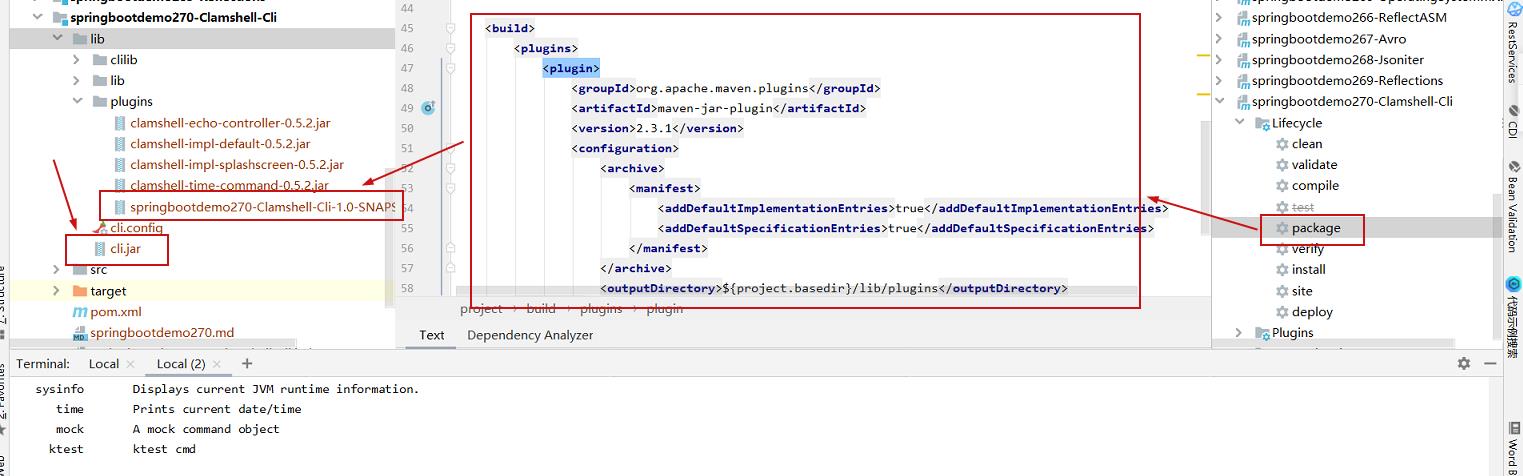 springbootdemo270-Clamshell-Cli
lib
clilib
lib
plugins
clamshell-echo-controller-0.5.2.jar
clamshell-impl-default-0.5.2.jar
clamshell-impl-splashscreen-0.5.2.jar
clamshell-time-command-0.5.2.jar
springbootdemo270-Clamshell-Cli-1.0-SNAPS
cli.config
cli.jar
src
target
pom.xml
springbootdemo270.md
44
45 <build>
46 <plugins>
47 <plugin>
48 <groupId>org.apache.maven.plugins</groupId>
49 <artifactId>maven-jar-plugin</artifactId>
50 <version>2.3.1</version>
51 <configuration>
52 <archive>
53 <manifest>
54 <addDefaultImplementationEntries>true</addDefaultImplementationEntries>
55 <addDefaultSpecificationEntries>true</addDefaultSpecificationEntries>
56 </manifest>
57 </archive>
58 <outputDirectory>${project.basedir}/lib/plugins</outputDirectory>
project › build › plugins › plugin
Text Dependency Analyzer
springbootdemo266-ReflectASM
springbootdemo267-Avro
springbootdemo268-Jsoniter
springbootdemo269-Reflections
springbootdemo270-Clamshell-Cli
Lifecycle
clean
validate
compile
test
package
verify
install
site
deploy
Plugins
RestServices
CDI
Bean Validation
代码示例搜索
Word B
Structure
Favorites
Terminal: Local × Local (2) × +
sysinfo Displays current JVM runtime information.
time Prints current date/time
mock A mock command object
ktest ktest cmd